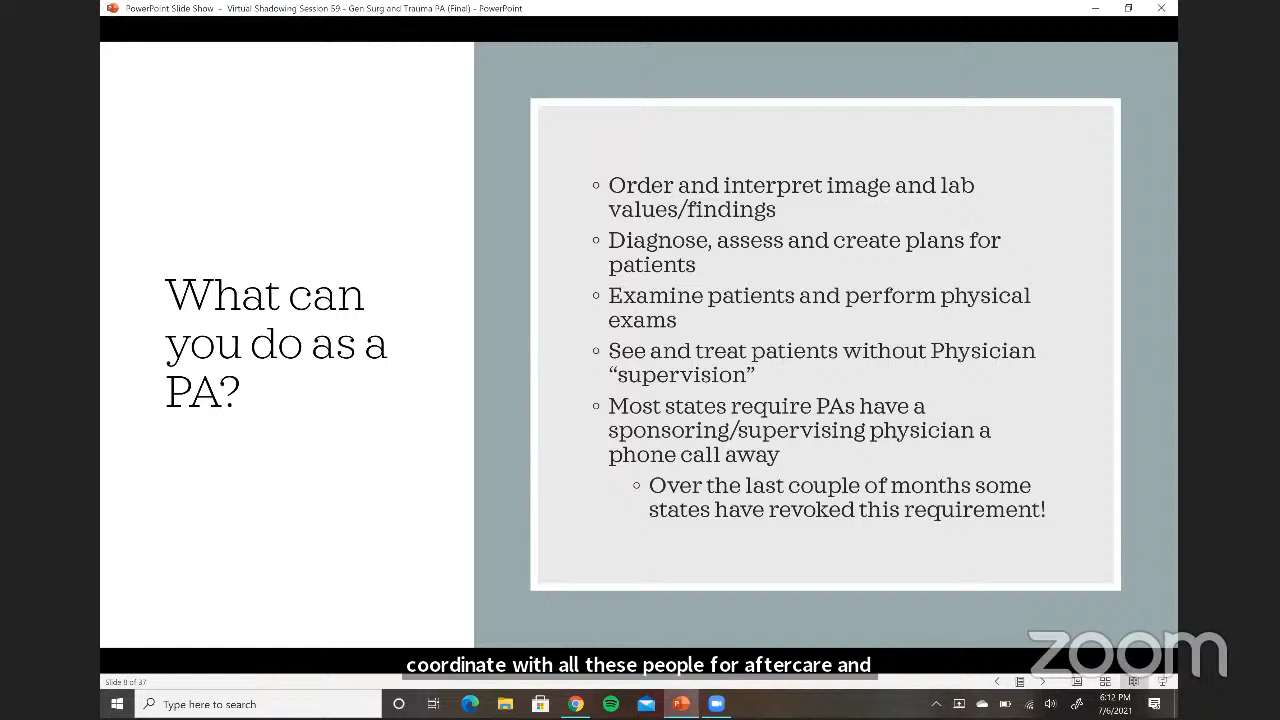 PowerPoint Slide Show - Virtual Shadowing Session 59 - Gen Surg and Trauma PA (Final) - PowerPoint
What can
you do as a
PA?
◦ Order and interpret image and lab
values/findings
◦ Diagnose, assess and create plans for
patients
◦ Examine patients and perform physical
exams
◦ See and treat patients without Physician
“supervision”
◦ Most states require PAs have a
sponsoring/supervising physician a
phone call away
◦ Over the last couple of months some
states have revoked this requirement!
zoom
coordinate with all these people for aftercare and
Slide 8 of 37
Type here to search
6:12 PM
7/6/2021